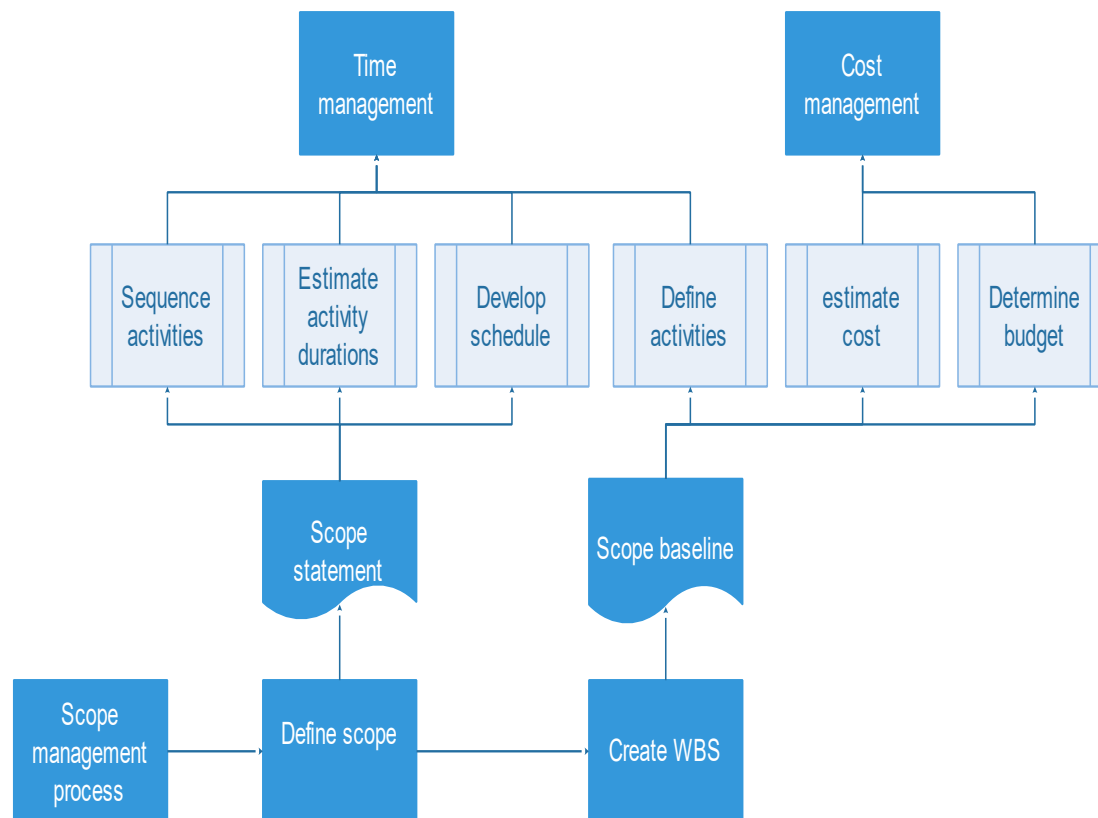 Time
management
Cost
management
Sequence
activities
Estimate
activity
durations
Develop
schedule
Define
activities
estimate
cost
Determine
budget
Scope
statement
Scope baseline
Scope
management
process
Define scope
Create WBS